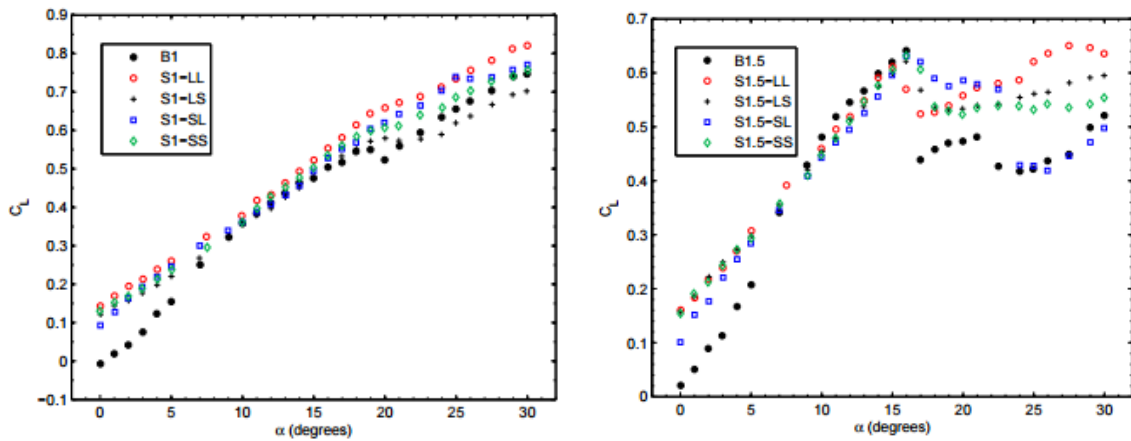 0.9
0.8
0.7
0.6
0.5
0.4
0.3
0.2
0.1
0
−0.1
C_L
B1
S1−LL
S1−LS
S1−SL
S1−SS
0 5 10 15 20 25 30
α (degrees)
0.7
0.6
0.5
0.4
0.3
0.2
0.1
0
C_L
B1.5
S1.5−LL
S1.5−LS
S1.5−SL
S1.5−SS
0 5 10 15 20 25 30
α (degrees)